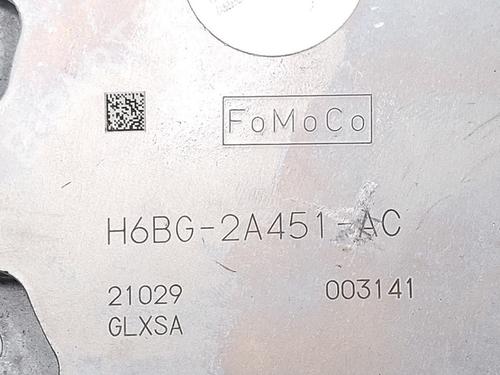 FoMoCo
H6BG-2A451-AC
21029 003141
GLXSA